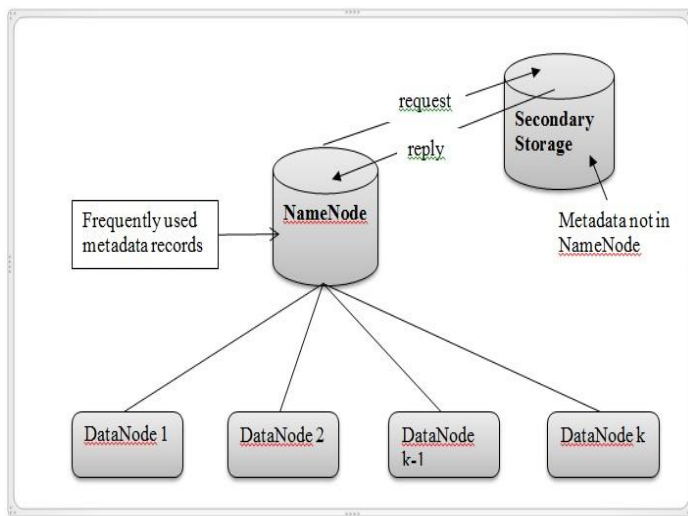 request
reply
Secondary
Storage
NameNode
Frequently used
metadata records
Metadata not in
NameNode
DataNode 1
DataNode 2
DataNode
k-1
DataNode k